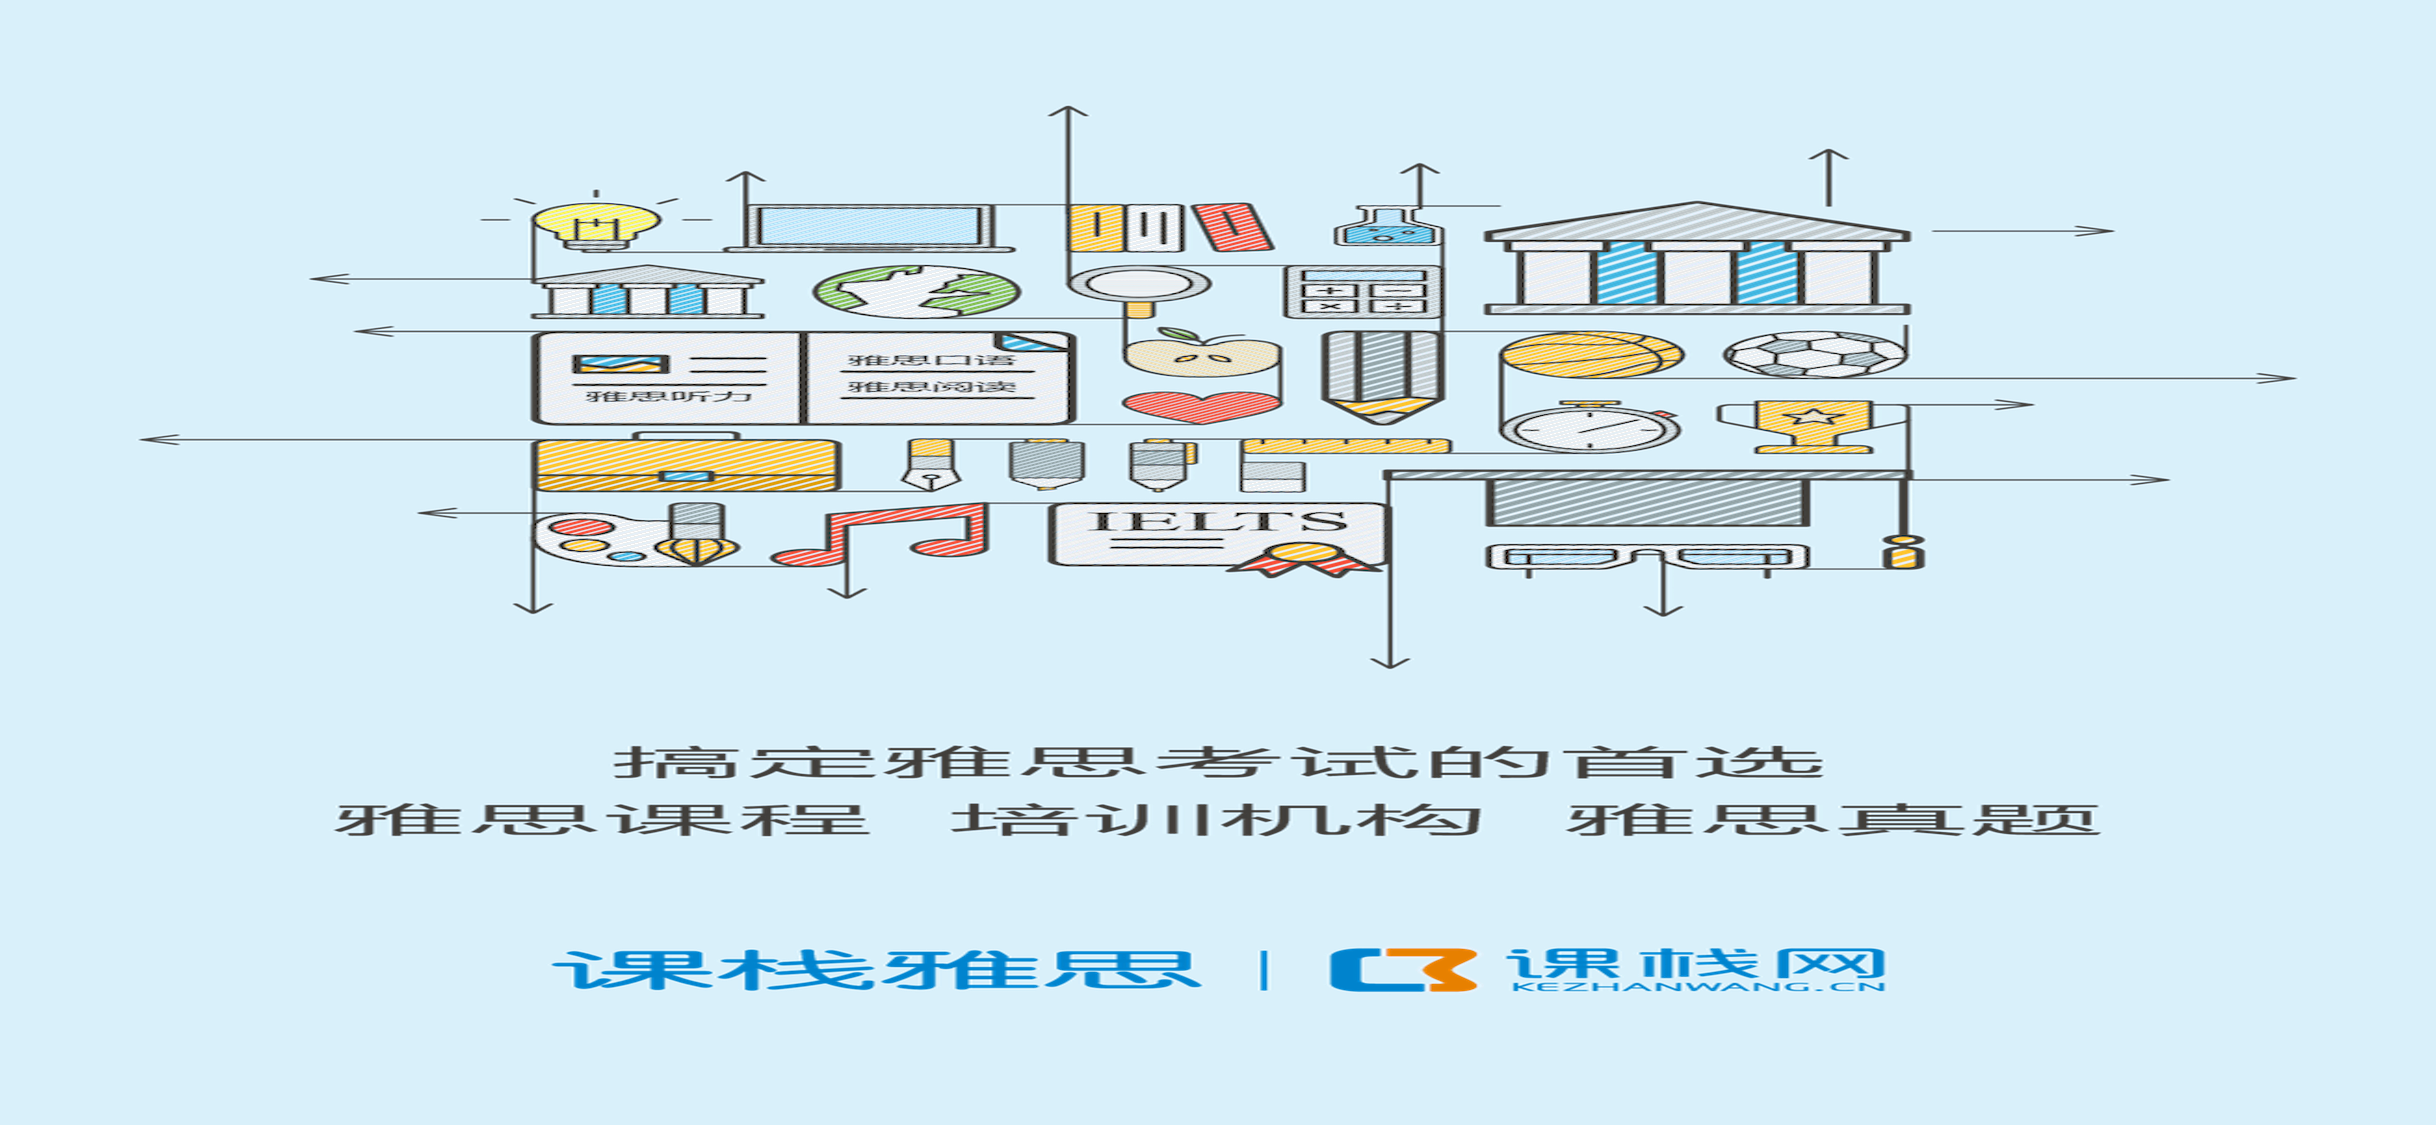 雅思口语
雅思阅读
雅思听力
IELTS
搞定雅思考试的首选
雅思课程 培训机构 雅思真题
课栈雅思 | 课栈网
KEZHANWANG.CN